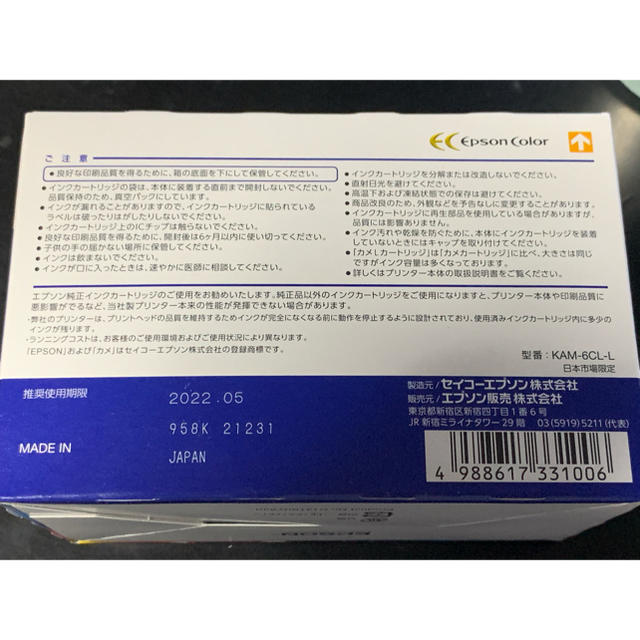 EC Epson Color
ご 注 意
● 良好な印刷品質を得るために、箱の底面を下にして保管してください。
● インクカートリッジの袋は、本体に装着する直前まで開封しないでください。
品質保持のため、真空パックにしています。
● インクが漏れることがありますので、インクカートリッジに貼られている
ラベルは破ったりはがしたりしないでください。
● インクカートリッジ上のICチップは触らないでください。
● 良好な印刷品質を得るために、開封後は6ヶ月以内に使い切ってください。
● 子供の手の届かない場所に保管してください。
● インクは飲まないでください。
● インクが口に入ったときは、速やかに医師に相談してください。
● インクカートリッジを分解または改造しないでください。
● 直射日光を避けてください。
● 高温下および凍結状態での保存は避けてください。
● 商品改良のため、外観などを予告なしに変更することがあります。
● インクカートリッジに再生部品を使用している場合がありますが、
品質には影響ありません。
● インク汚れや乾燥を防ぐために、本体にインクカートリッジを装着
していないときにはキャップを取り付けてください。
● 「カメLカートリッジ」は「カメカートリッジ」に比べ、大きさは同じ
ですがインク容量は多くなっております。
● 詳しくはプリンター本体の取扱説明書をご覧ください。
エプソン純正インクカートリッジのご使用をお勧めいたします。純正品以外のインクカートリッジをご使用になりますと、プリンター本体や印刷品質に
悪影響がでるなど、当社製プリンター本来の性能が発揮できない場合があります。
・弊社のプリンターは、プリントヘッドの品質を維持するためインクが完全になくなる前に動作を停止するように設計されており、使用済みインクカートリッジ内に多少の
インクが残ります。
・ランニングコストは、お客様のご使用環境およびご使用状況により異なります。
「EPSON」および「カメ」はセイコーエプソン株式会社の登録商標です。
型番: KAM-6CL-L
日本市場限定
推奨使用期限
2022.05
958K 21231
MADE IN
JAPAN
製造元/セイコーエプソン株式会社
販売元/エプソン販売株式会社
東京都新宿区新宿四丁目1番6号
JR新宿ミライナタワー29階 03(5919)5211(代表)
4 988617 331006
EPSON